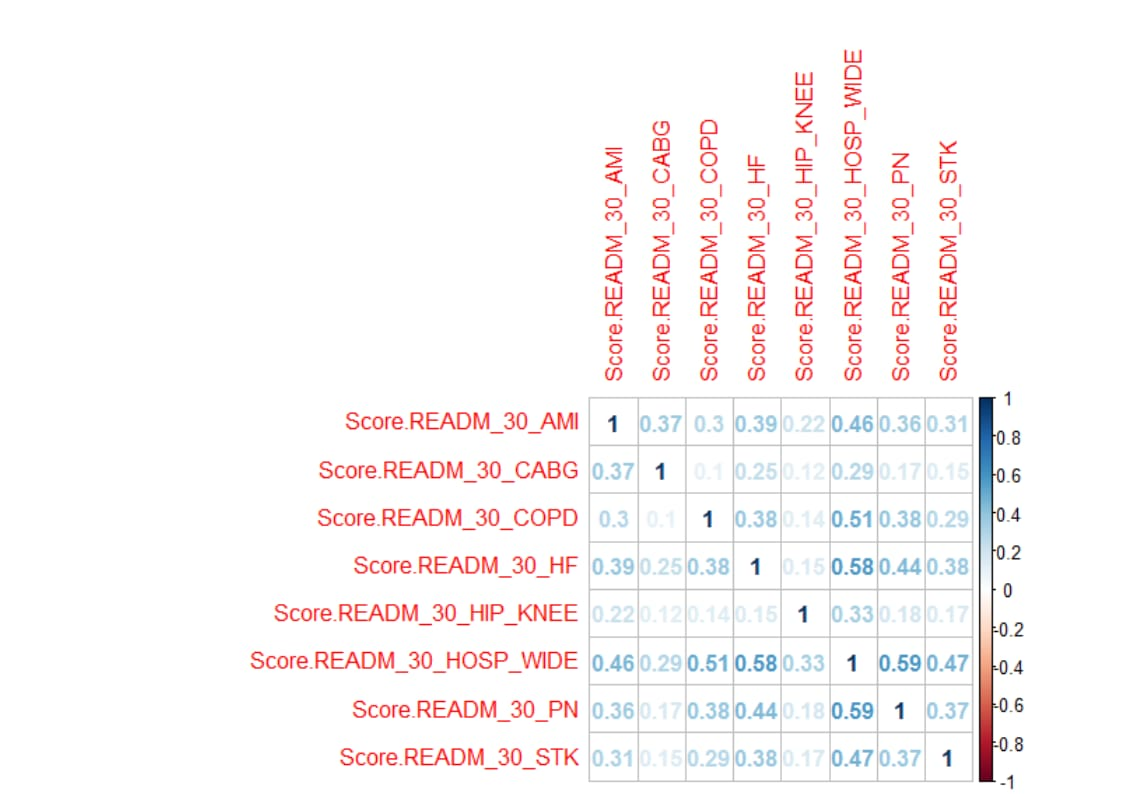 Score.READM_30_AMI
Score.READM_30_CABG
Score.READM_30_COPD
Score.READM_30_HF
Score.READM_30_HIP_KNEE
Score.READM_30_HOSP_WIDE
Score.READM_30_PN
Score.READM_30_STK
Score.READM_30_AMI 1 0.37 0.3 0.39 0.22 0.46 0.36 0.31
Score.READM_30_CABG 0.37 1 0.1 0.25 0.12 0.29 0.17 0.15
Score.READM_30_COPD 0.3 0.1 1 0.38 0.14 0.51 0.38 0.29
Score.READM_30_HF 0.39 0.25 0.38 1 0.15 0.58 0.44 0.38
Score.READM_30_HIP_KNEE 0.22 0.12 0.14 0.15 1 0.33 0.18 0.17
Score.READM_30_HOSP_WIDE 0.46 0.29 0.51 0.58 0.33 1 0.59 0.47
Score.READM_30_PN 0.36 0.17 0.38 0.44 0.18 0.59 1 0.37
Score.READM_30_STK 0.31 0.15 0.29 0.38 0.17 0.47 0.37 1
1
0.8
0.6
0.4
0.2
0
-0.2
-0.4
-0.6
-0.8
-1